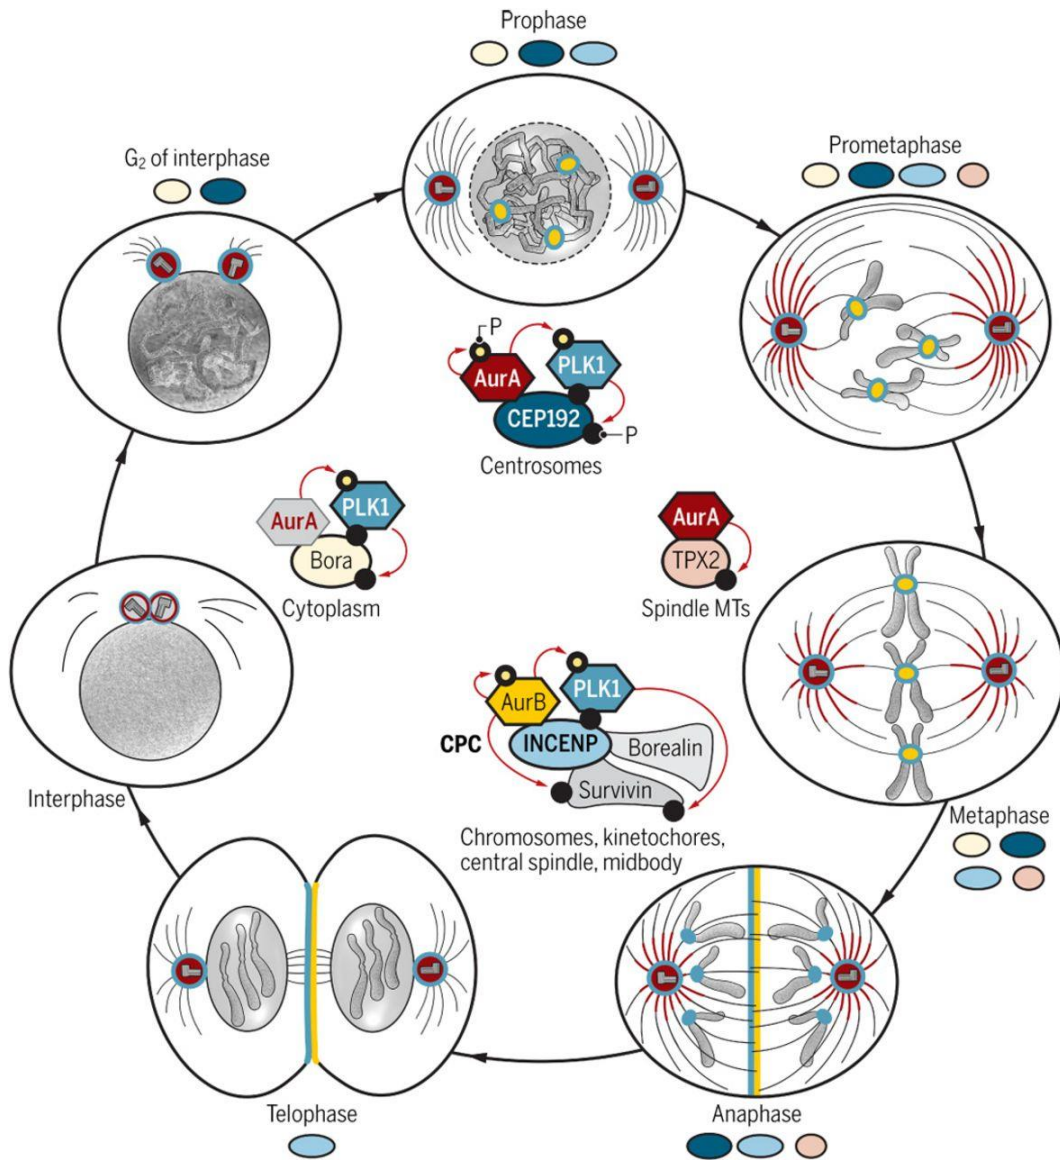 Prophase
G₂ of interphase
Prometaphase
P
AurA
PLK1
CEP192
P
Centrosomes
AurA
PLK1
Bora
Cytoplasm
AurA
TPX2
Spindle MTs
AurB
PLK1
CPC
INCENP
Borealin
Survivin
Chromosomes, kinetochores,
central spindle, midbody
Interphase
Metaphase
Telophase
Anaphase